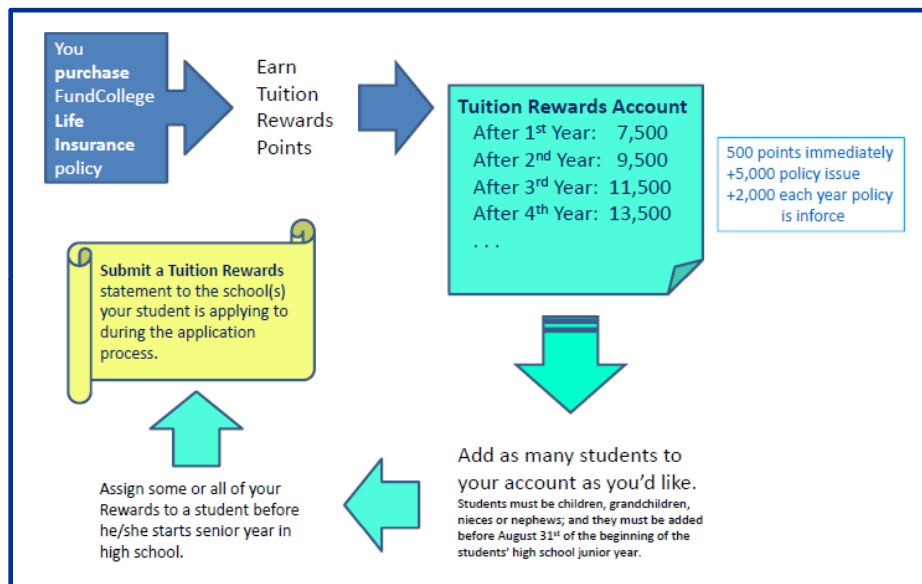 You
purchase
FundCollege
Life
Insurance
policy
Earn
Tuition
Rewards
Points
Tuition Rewards Account
After 1st Year: 7,500
After 2nd Year: 9,500
After 3rd Year: 11,500
After 4th Year: 13,500
. . .
500 points immediately
+5,000 policy issue
+2,000 each year policy
is inforce
Add as many students to
your account as you'd like.
Students must be children, grandchildren,
nieces or nephews; and they must be added
before August 31st of the beginning of the
students' high school junior year.
Assign some or all of your
Rewards to a student before
he/she starts senior year in
high school.
Submit a Tuition Rewards
statement to the school(s)
your student is applying to
during the application
process.